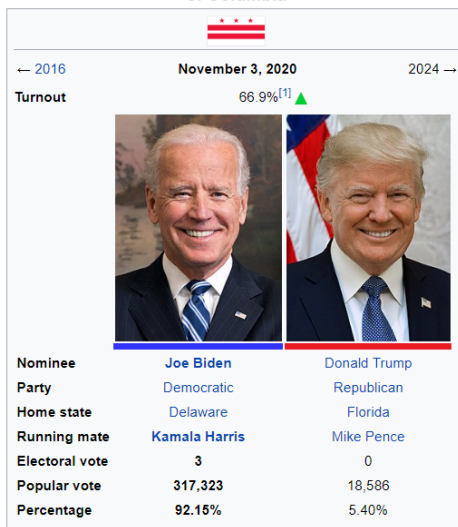 ← 2016 November 3, 2020 2024 →
Turnout 66.9%[1]
Nominee Joe Biden Donald Trump
Party Democratic Republican
Home state Delaware Florida
Running mate Kamala Harris Mike Pence
Electoral vote 3 0
Popular vote 317,323 18,586
Percentage 92.15% 5.40%